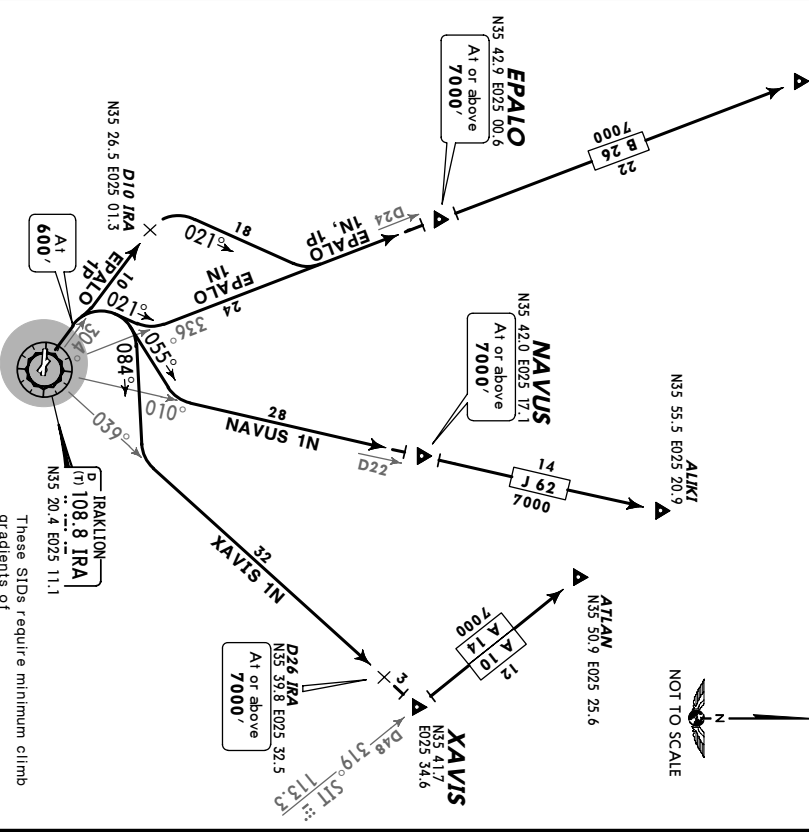 EPALO
N35 42.9 E025 00.6
At or above
7000'
22
B 26
7000
D10 IRA
N35 26.5 E025 01.3
18
021°
EPALO
1N, 1P
D24
At
600'
10
EPALO
1P
021°
EPALO
1N
24
336°
304°
055°
084°
010°
039°
NAVUS
N35 42.0 E025 17.1
At or above
7000'
28
NAVUS 1N
D22
14
J 62
7000
ALIKI
N35 55.5 E025 20.9
IRAKLION
D
(T) 108.8 IRA
N35 20.4 E025 11.1
32
XAVIS 1N
D26 IRA
N35 39.8 E025 32.5
At or above
7000'
3
XAVIS
N35 41.7
E025 34.6
D48 319°
SIT
113.3
ATLAN
N35 50.9 E025 25.6
12
A 10
A 14
7000
N
NOT TO SCALE
These SIDs require minimum climb
gradients of